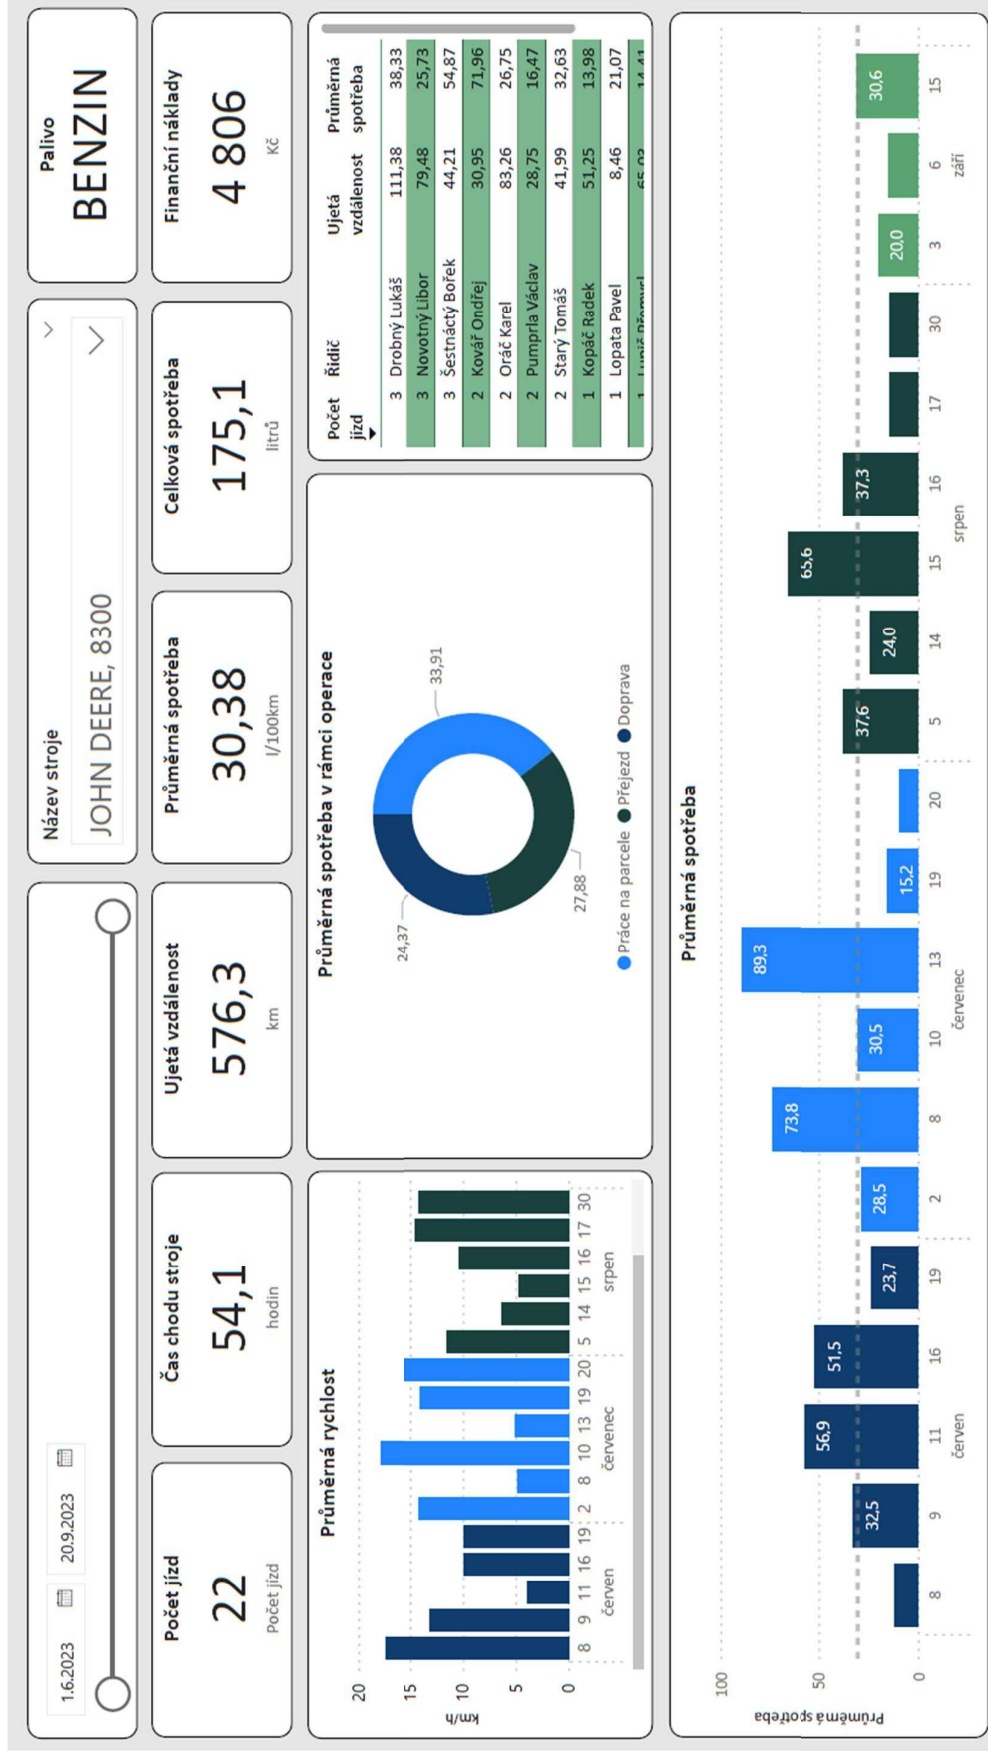 1.6.2023
20.9.2023
Název stroje
JOHN DEERE, 8300
Palivo
BENZIN
Počet jízd
22
Počet jízd
Čas chodu stroje
54,1
hodin
Ujetá vzdálenost
576,3
km
Průměrná spotřeba
30,38
l/100km
Celková spotřeba
175,1
litrů
Finanční náklady
4 806
Kč
Průměrná rychlost
km/h
20
15
10
5
0
8 9 11 16 19 2 8 10 13 19 20 5 14 15 16 17 30
červen červenec srpen
Průměrná spotřeba v rámci operace
24,37
33,91
27,88
Práce na parcele Přejezd Doprava
Počet jízd Řidič Ujetá vzdálenost Průměrná spotřeba
3 Drobný Lukáš 111,38 38,33
3 Novotný Libor 79,48 25,73
3 Šestnáctý Bořek 44,21 54,87
2 Kovář Ondřej 30,95 71,96
2 Oráč Karel 83,26 26,75
2 Pumprla Václav 28,75 16,47
2 Starý Tomáš 41,99 32,63
1 Kopáč Radek 51,25 13,98
1 Lopata Pavel 8,46 21,07
1
Průměrná spotřeba
Průměrná spotřeba
100
50
0
32,5 56,9 51,5 23,7 28,5 73,8 30,5 89,3 15,2 37,6 24,0 65,6 37,3 20,0 30,6
8 9 11 16 19 2 8 10 13 19 20 5 14 15 16 17 30 3 6 15
červen červenec srpen září